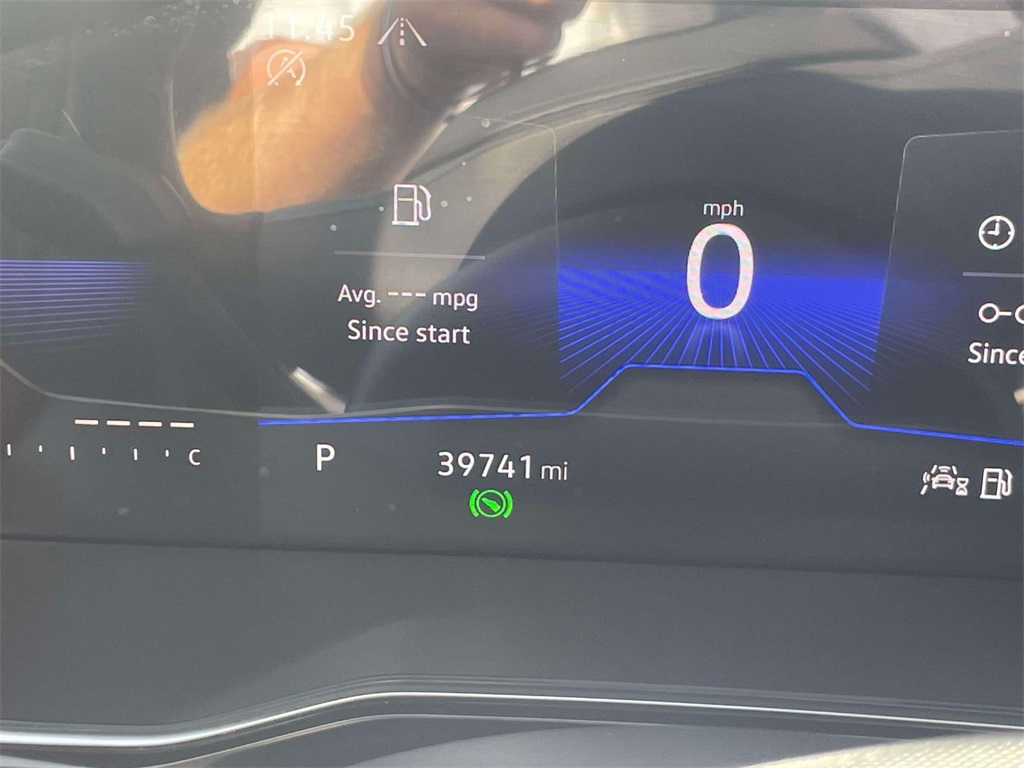 11.45
mph
0
Avg. --- mpg
Since start
Since
----
C
P
39741 mi